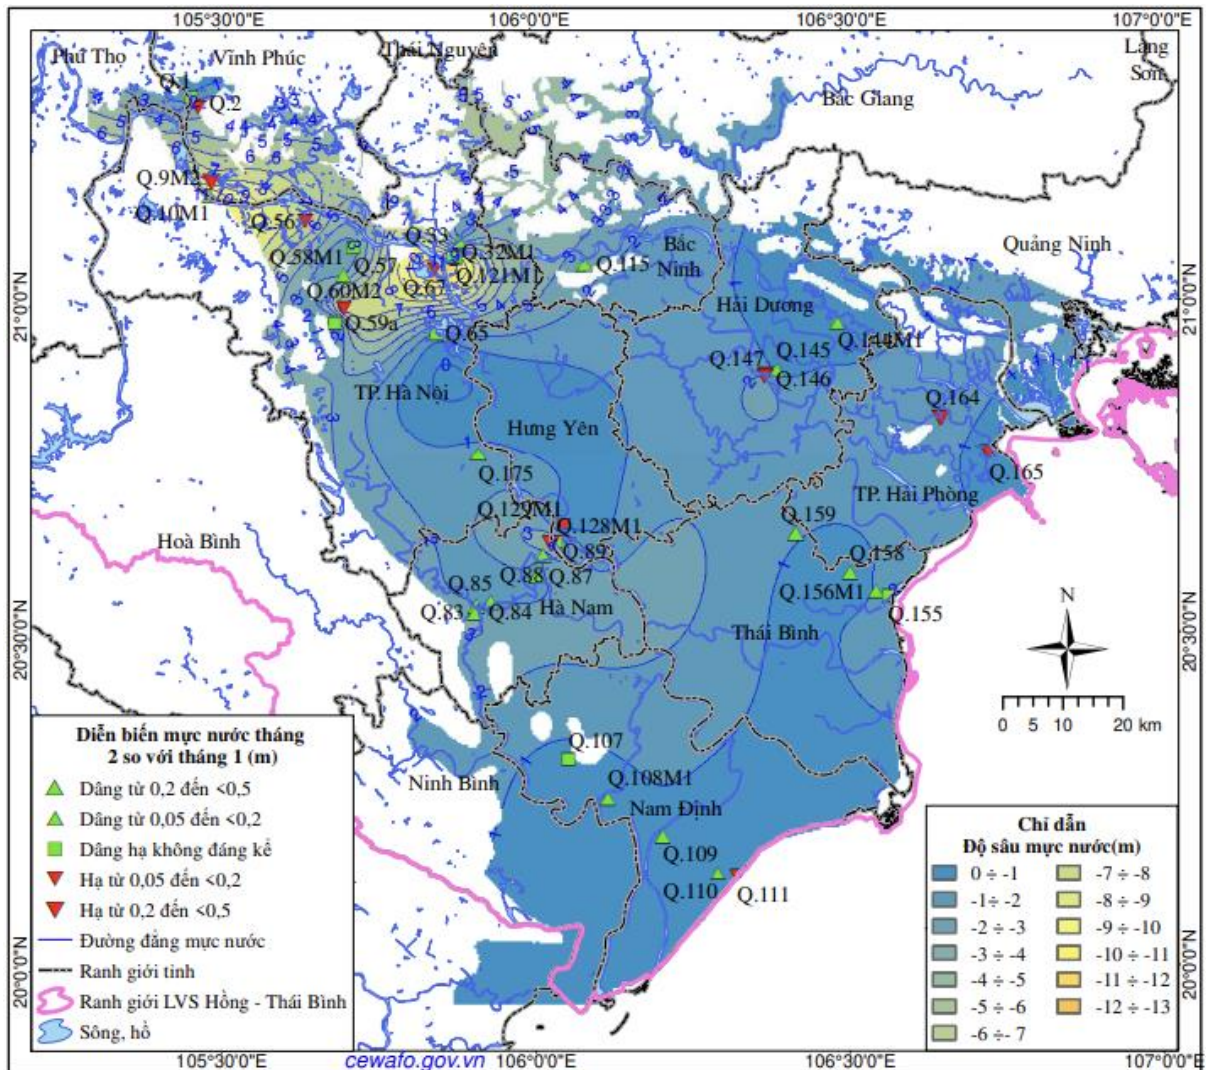 105°30'0"E
106°0'0"E
106°30'0"E
107°0'0"E
Phú Thọ
Vĩnh Phúc
Thái Nguyên
Lạng
Sơn
Bắc Giang
Q.1
Q.2
Q.9M2
Q.10M1
Q.56
Q.33
Q.58M1
Q.57
Q.32M1
Q.121M1
Q.60M2
Q.67
Q.115
Bắc
Ninh
Quảng Ninh
21°0'0"N
21°0'0"N
Q.59a
Q.65
Hải Dương
Q.144M1
Q.147
Q.145
Q.146
TP. Hà Nội
Hưng Yên
Q.164
Q.175
Q.165
TP. Hải Phòng
Q.129M1
Q.128M1
Q.159
Hoà Bình
Q.89
Q.158
Q.88
Q.87
Q.85
Q.156M1
Q.83
Q.84
Hà Nam
Q.155
Thái Bình
20°30'0"N
20°30'0"N
N
0 5 10 20 km
Q.107
Ninh Bình
Q.108M1
Nam Định
Q.109
Q.110
Q.111
Diễn biến mực nước tháng
2 so với tháng 1 (m)
Dâng từ 0,2 đến <0,5
Dâng từ 0,05 đến <0,2
Dâng hạ không đáng kể
Hạ từ 0,05 đến <0,2
Hạ từ 0,2 đến <0,5
Đường đẳng mực nước
Ranh giới tỉnh
Ranh giới LVS Hồng - Thái Bình
Sông, hồ
Chỉ dẫn
Độ sâu mực nước(m)
0 ÷ -1
-1÷ -2
-2 ÷ -3
-3 ÷ -4
-4 ÷ -5
-5 ÷ -6
-6 ÷- 7
-7 ÷ -8
-8 ÷ -9
-9 ÷ -10
-10 ÷ -11
-11 ÷ -12
-12 ÷ -13
20°0'0"N
20°0'0"N
105°30'0"E
cewafo.gov.vn
106°0'0"E
106°30'0"E
107°0'0"E